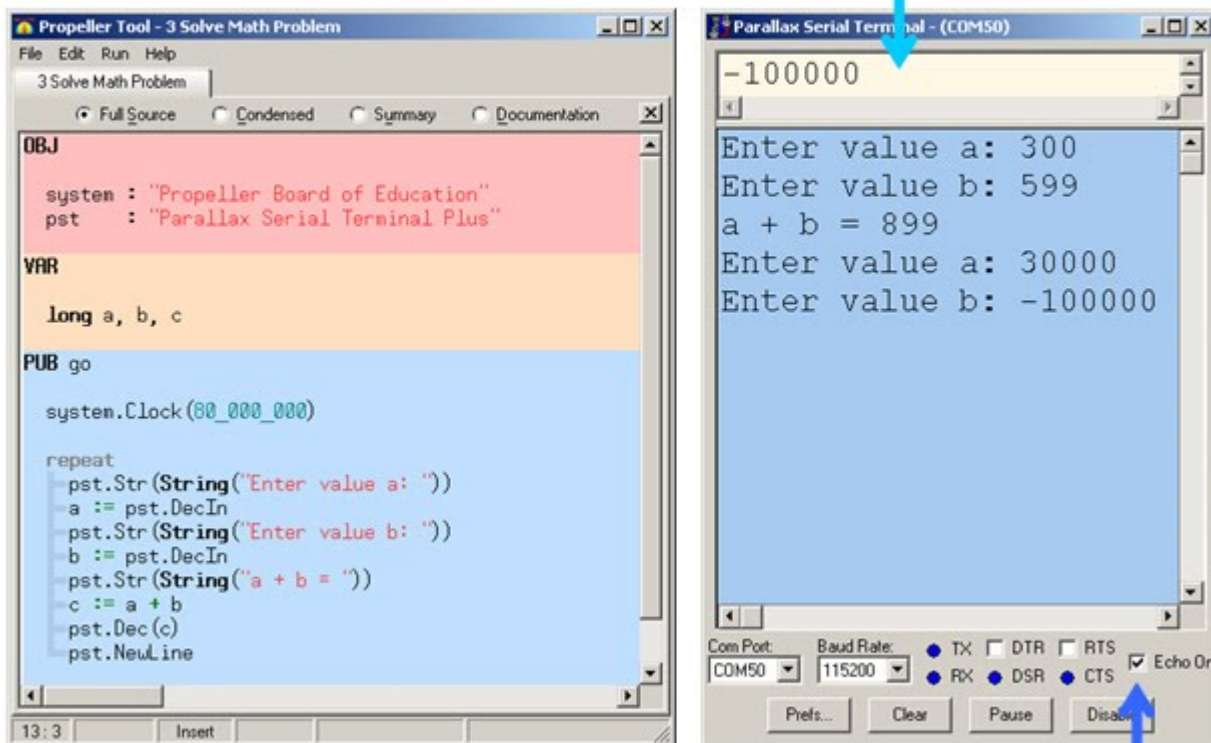 Propeller Tool - 3 Solve Math Problem
File Edit Run Help
3 Solve Math Problem
Full Source Condensed Summary Documentation
OBJ
system : "Propeller Board of Education"
pst : "Parallax Serial Terminal Plus"
VAR
long a, b, c
PUB go
system.Clock(80_000_000)
repeat
pst.Str(String("Enter value a: "))
a := pst.DecIn
pst.Str(String("Enter value b: "))
b := pst.DecIn
pst.Str(String("a + b = "))
c := a + b
pst.Dec(c)
pst.NewLine
13:3 Insert
Parallax Serial Terminal - (COM50)
-100000
Enter value a: 300
Enter value b: 599
a + b = 899
Enter value a: 30000
Enter value b: -100000
Com Port: Baud Rate: TX DTR RTS
COM50 115200 RX DSR CTS Echo On
Prefs... Clear Pause